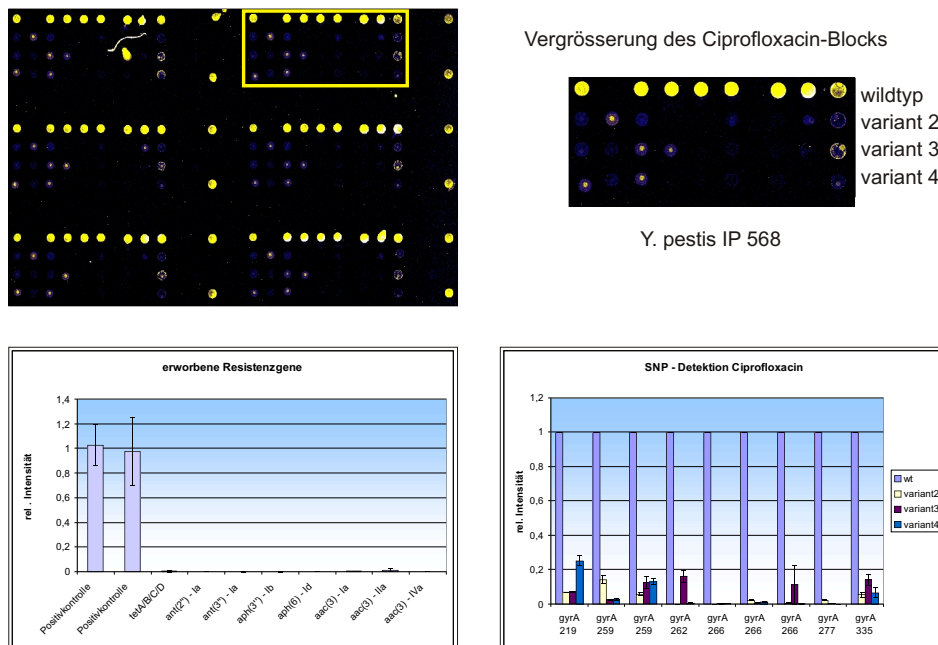 Vergrösserung des Ciprofloxacin-Blocks
wildtyp
variant 2
variant 3
variant 4
Y. pestis IP 568
erworbene Resistenzgene
rel. Intensität
1,4
1,2
1
0,8
0,6
0,4
0,2
0
Positivkontrolle
Positivkontrolle
tetA/B/C/D
ant(2") - Ia
ant(3") - Ia
aph(3") - Ib
aph(6) - Id
aac(3) - Ia
aac(3) - IIa
aac(3) - IVa
SNP - Detektion Ciprofloxacin
rel. Intensität
1,2
1
0,8
0,6
0,4
0,2
0
gyrA gyrA gyrA gyrA gyrA gyrA gyrA gyrA gyrA
219 259 259 262 266 266 266 277 335
wt
variant2
variant3
variant4